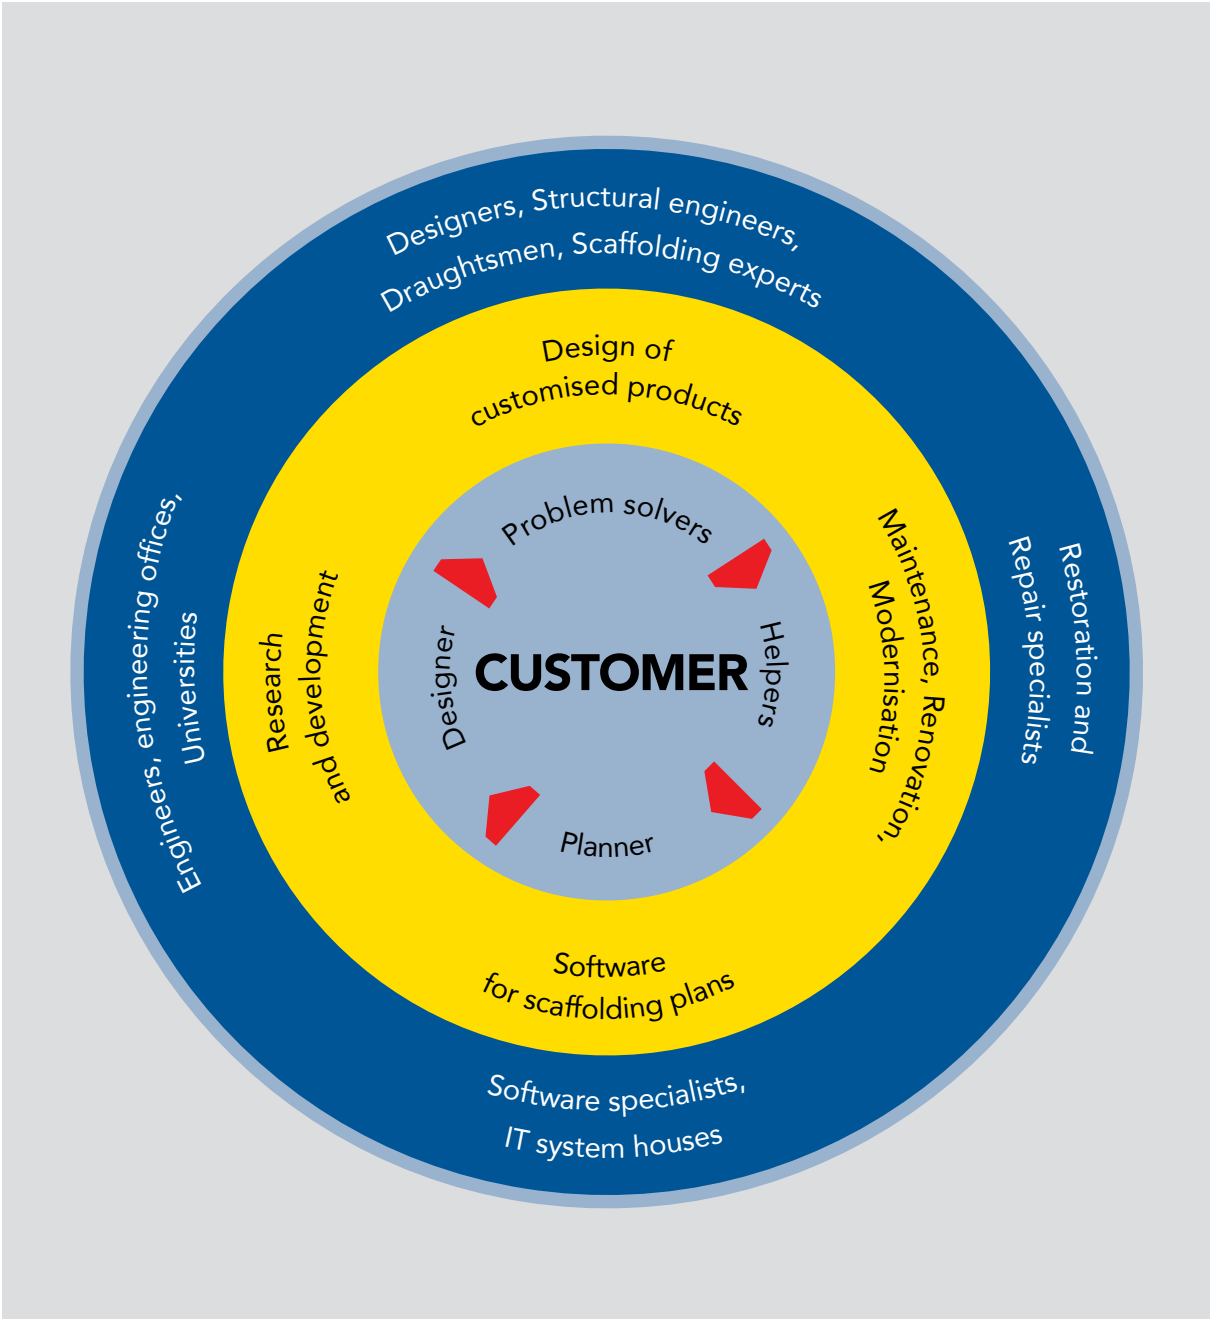 Designers, Structural engineers,
Draughtsmen, Scaffolding experts
Design of
customised products
Problem solvers
Engineers, engineering offices,
Universities
Research
and development
Designer
CUSTOMER
Helpers
Maintenance, Renovation,
Modernisation
Restoration and
Repair specialists
Planner
Software
for scaffolding plans
Software specialists,
IT system houses